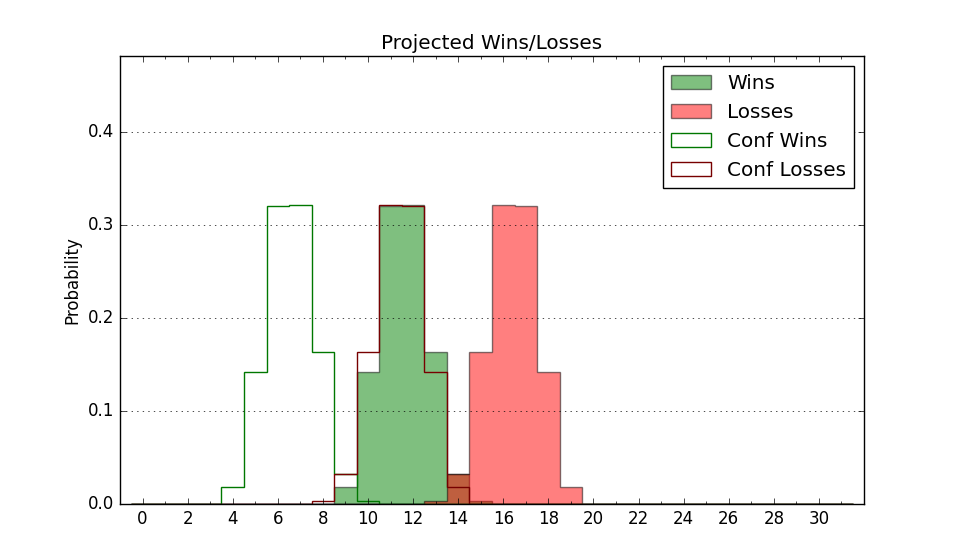 Projected Wins/Losses
Wins
Losses
Conf Wins
Conf Losses
Probability
0.4
0.3
0.2
0.1
0.0
0 2 4 6 8 10 12 14 16 18 20 22 24 26 28 30